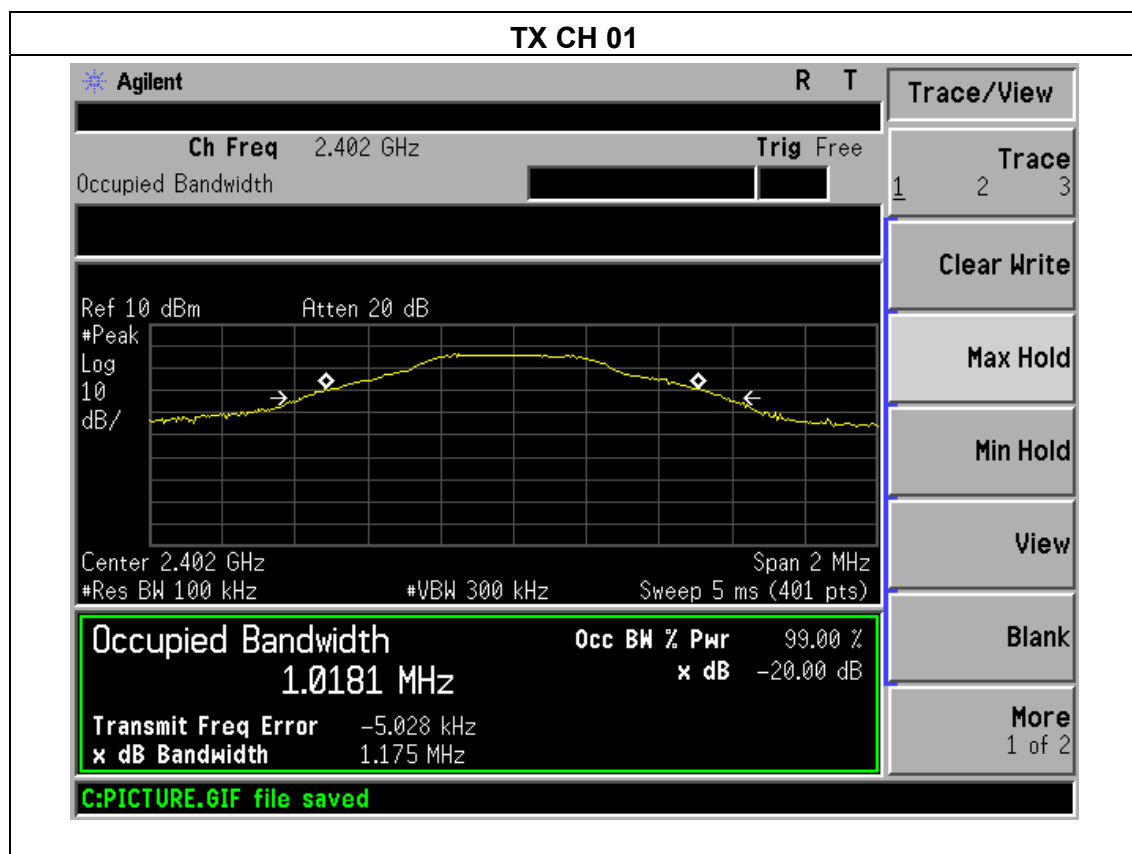 TX CH 01
Agilent R T
Ch Freq 2.402 GHz Trig Free
Occupied Bandwidth
Ref 10 dBm Atten 20 dB
#Peak
Log
10
dB/
Center 2.402 GHz Span 2 MHz
#Res BW 100 kHz #VBW 300 kHz Sweep 5 ms (401 pts)
Occupied Bandwidth Occ BW % Pwr 99.00 %
1.0181 MHz x dB -20.00 dB
Transmit Freq Error -5.028 kHz
x dB Bandwidth 1.175 MHz
C:PICTURE.GIF file saved
Trace/View
Trace
1 2 3
Clear Write
Max Hold
Min Hold
View
Blank
More
1 of 2